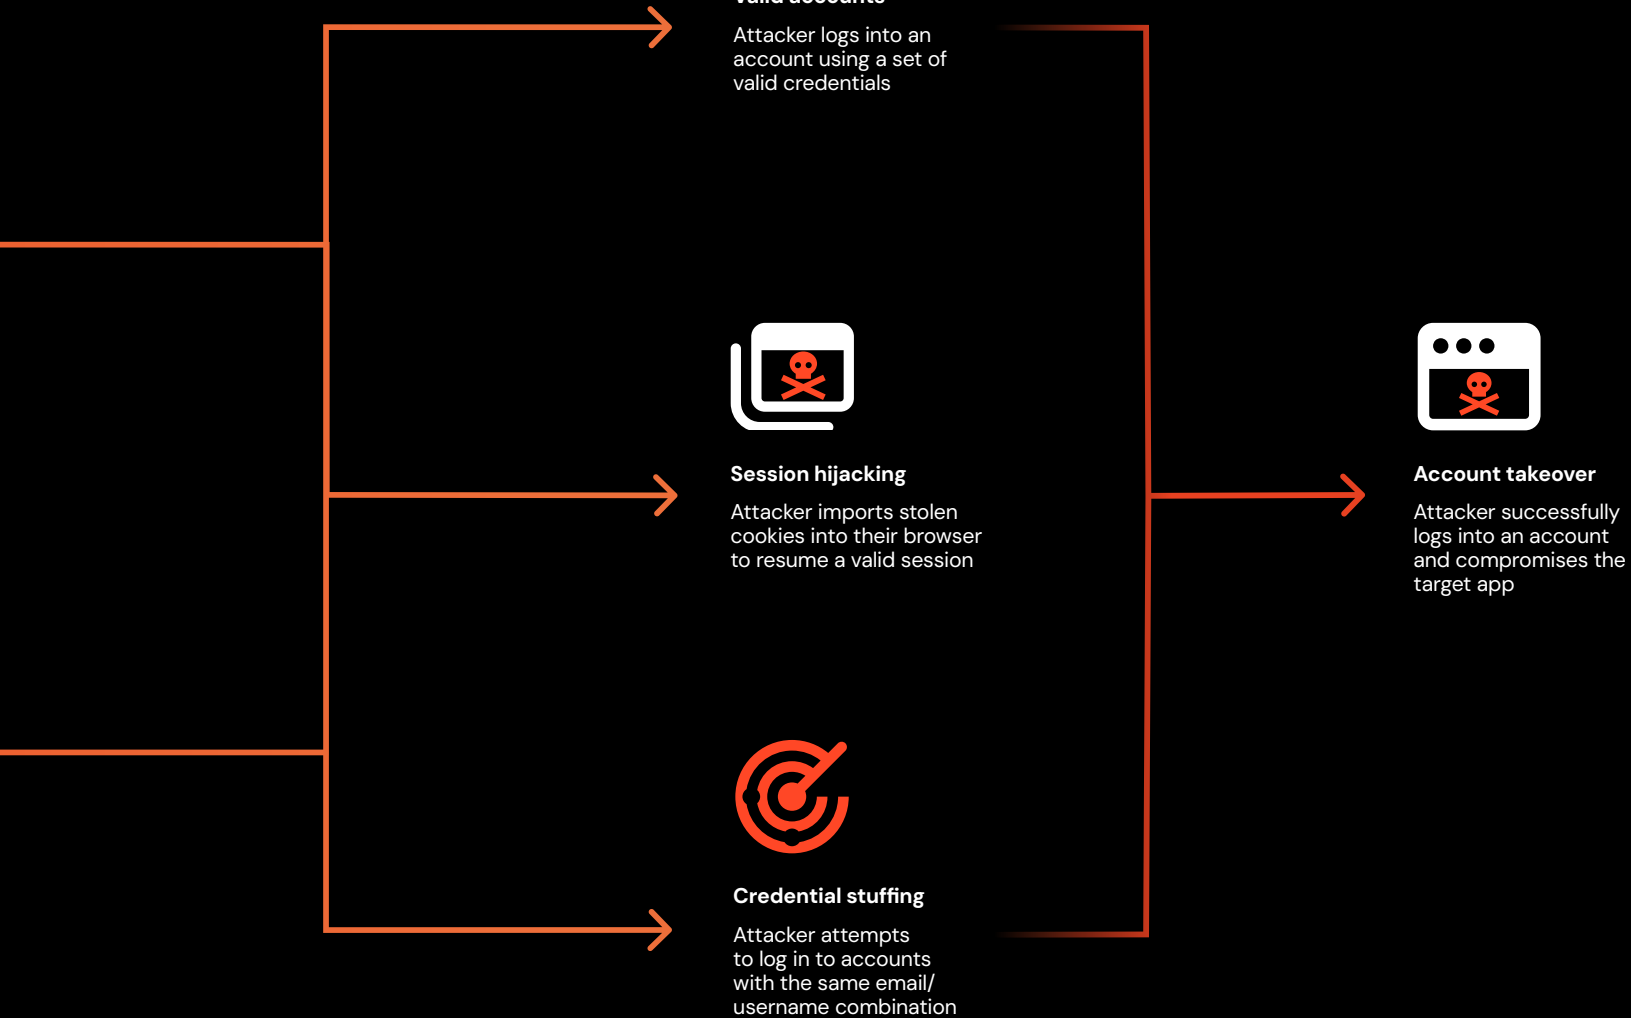 Valid accounts
Attacker logs into an
account using a set of
valid credentials
Session hijacking
Attacker imports stolen
cookies into their browser
to resume a valid session
Account takeover
Attacker successfully
logs into an account
and compromises the
target app
Credential stuffing
Attacker attempts
to log in to accounts
with the same email/
username combination